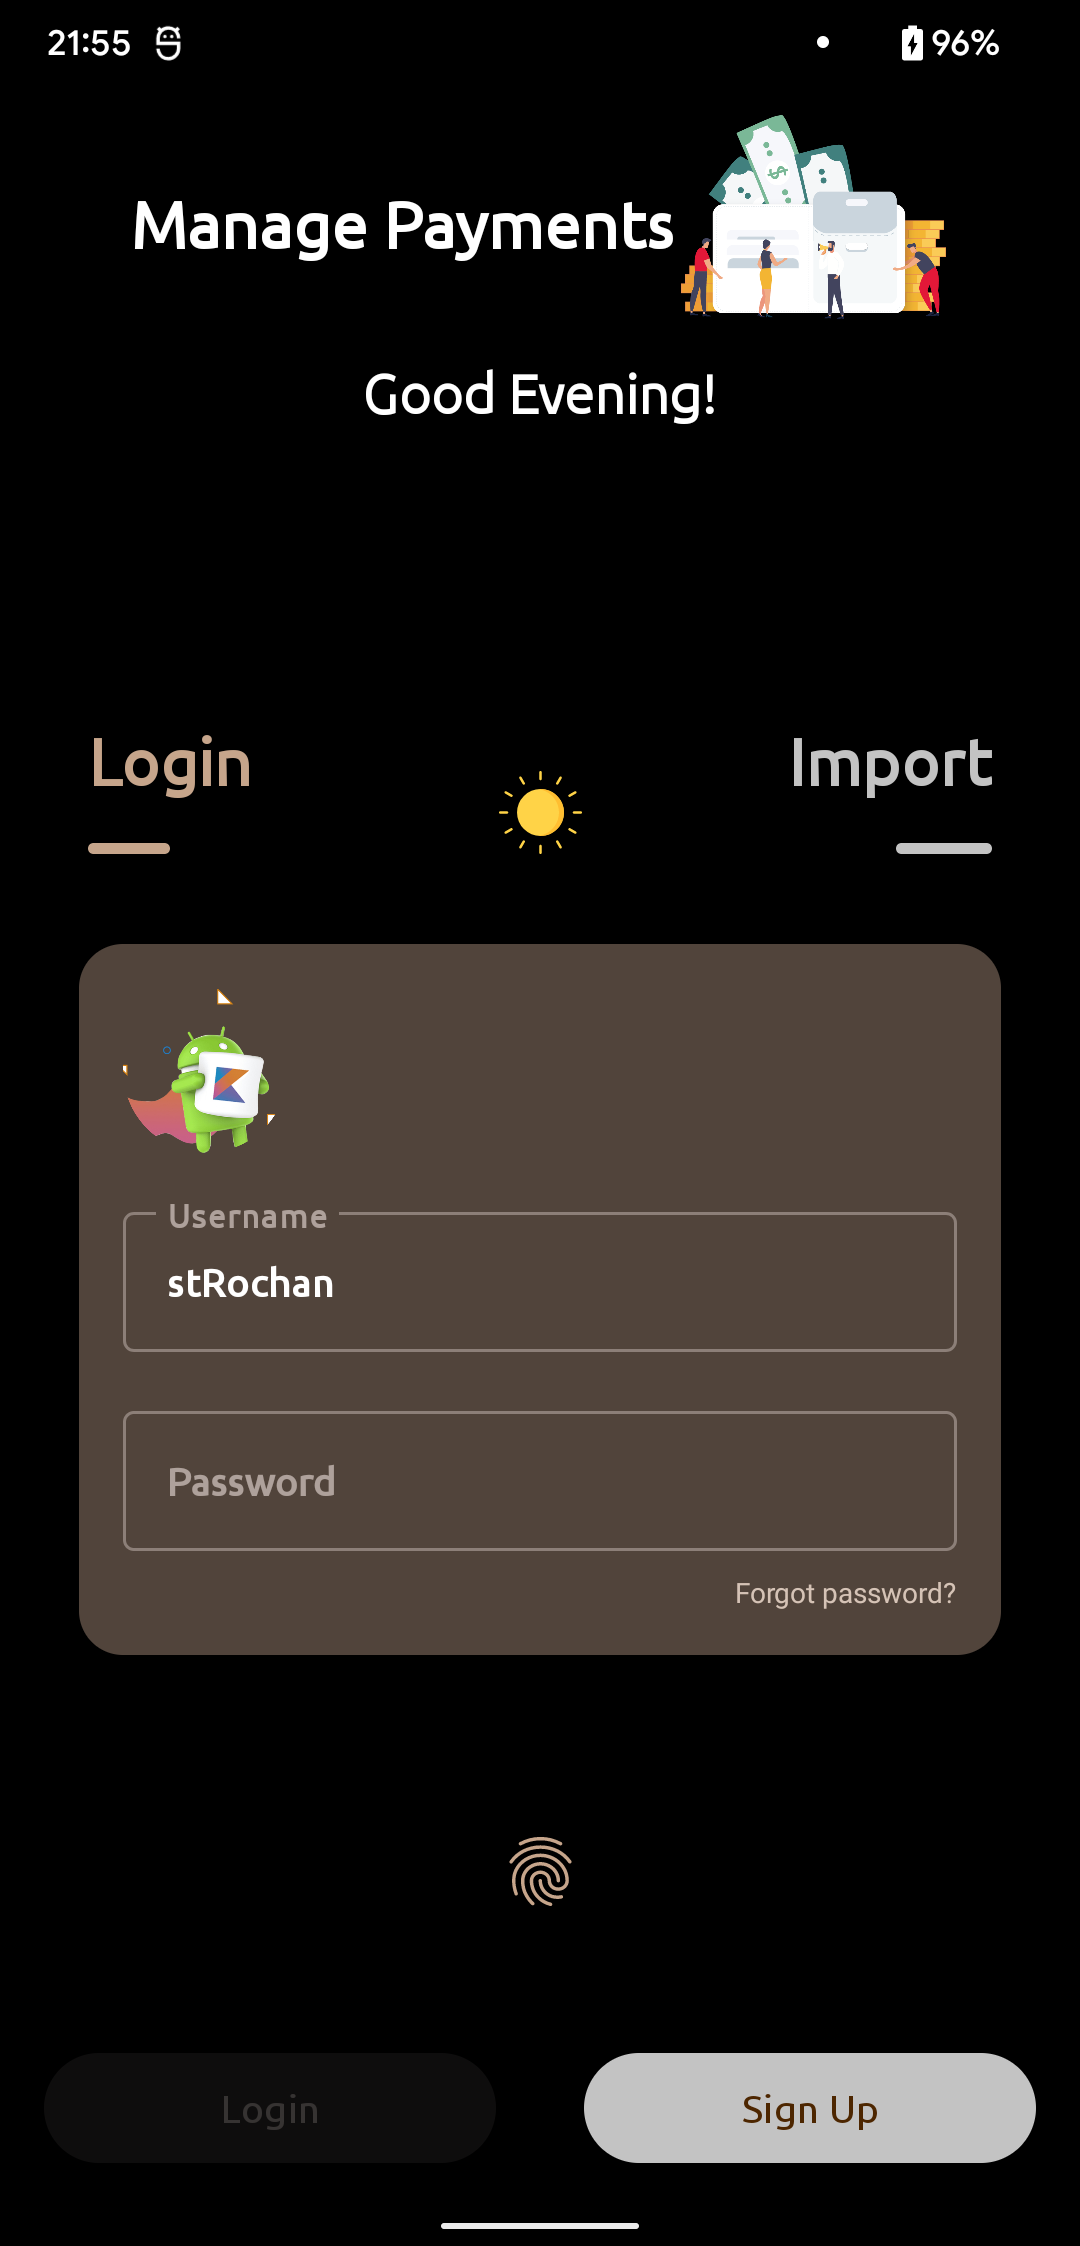 21:55 96%
Manage Payments
Good Evening!
Login Import
Username
stRochan
Password
Forgot password?
Login Sign Up